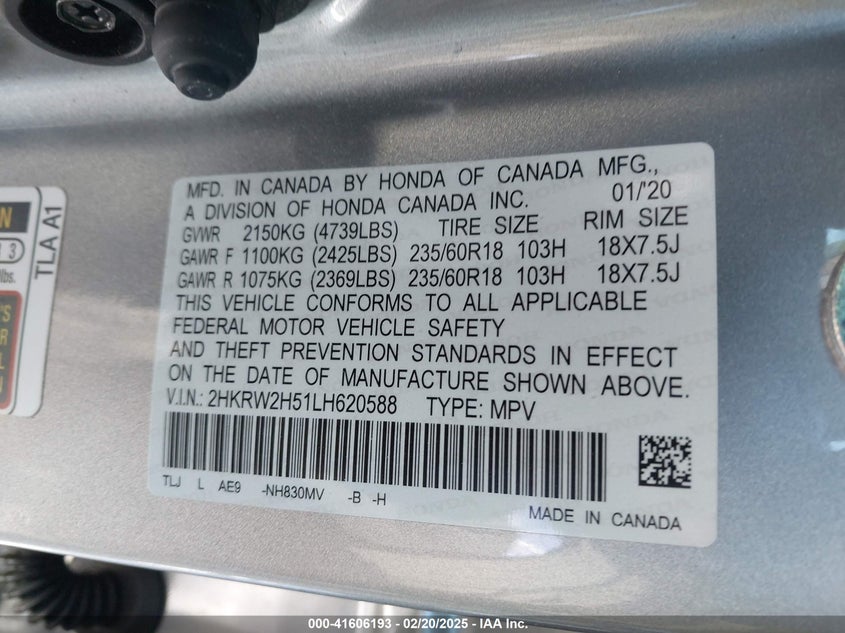 MFD. IN CANADA BY HONDA OF CANADA MFG.,
A DIVISION OF HONDA CANADA INC. 01/'20
GVWR 2150KG (4739LBS) TIRE SIZE RIM SIZE
GAWR F 1100KG (2425LBS) 235/60R18 103H 18X7.5J
GAWR R 1075KG (2369LBS) 235/60R18 103H 18X7.5J
THIS VEHICLE CONFORMS TO ALL APPLICABLE
FEDERAL MOTOR VEHICLE SAFETY
AND THEFT PREVENTION STANDARDS IN EFFECT
ON THE DATE OF MANUFACTURE SHOWN ABOVE.
V.I.N.: 2HKRW2H51LH620588 TYPE: MPV
TLJ L AE9 -NH830MV -B -H
MADE IN CANADA
TLA A1
3
lbs.
000-41606193 — 02/20/2025 — IAA Inc.